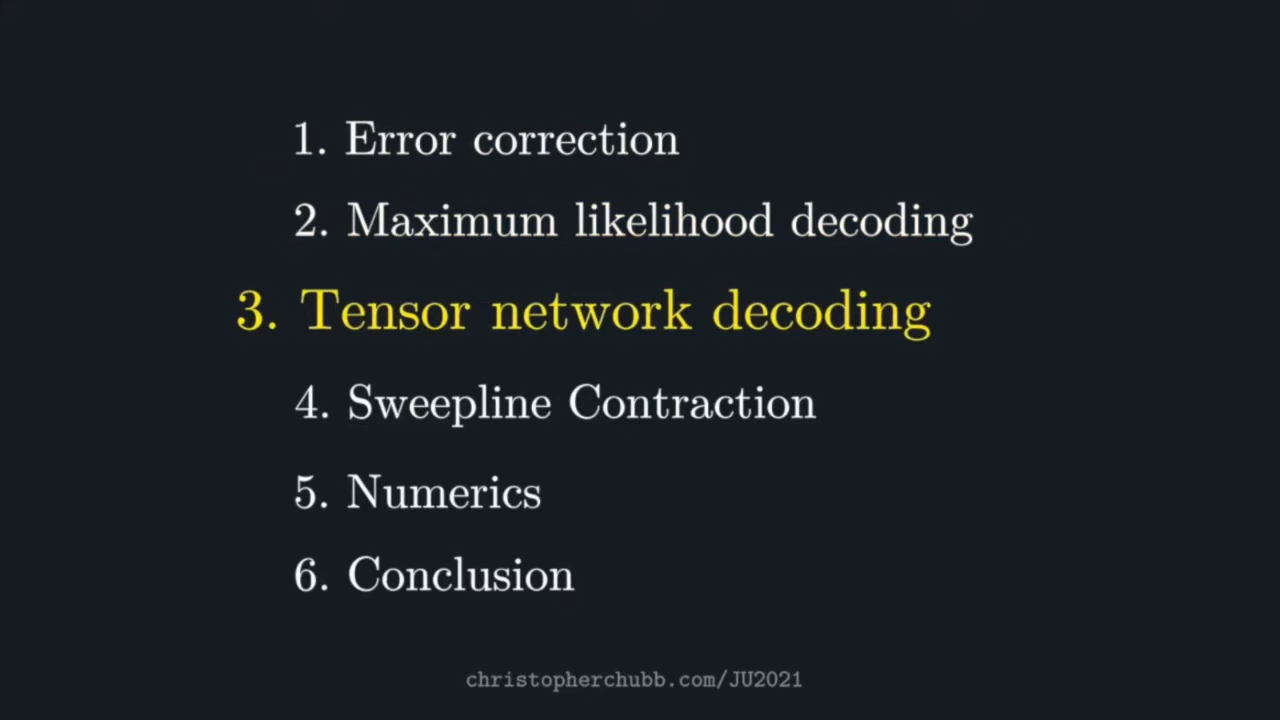 1. Error correction
2. Maximum likelihood decoding
3. Tensor network decoding
4. Sweepline Contraction
5. Numerics
6. Conclusion
christopherchubb.com/JU2021